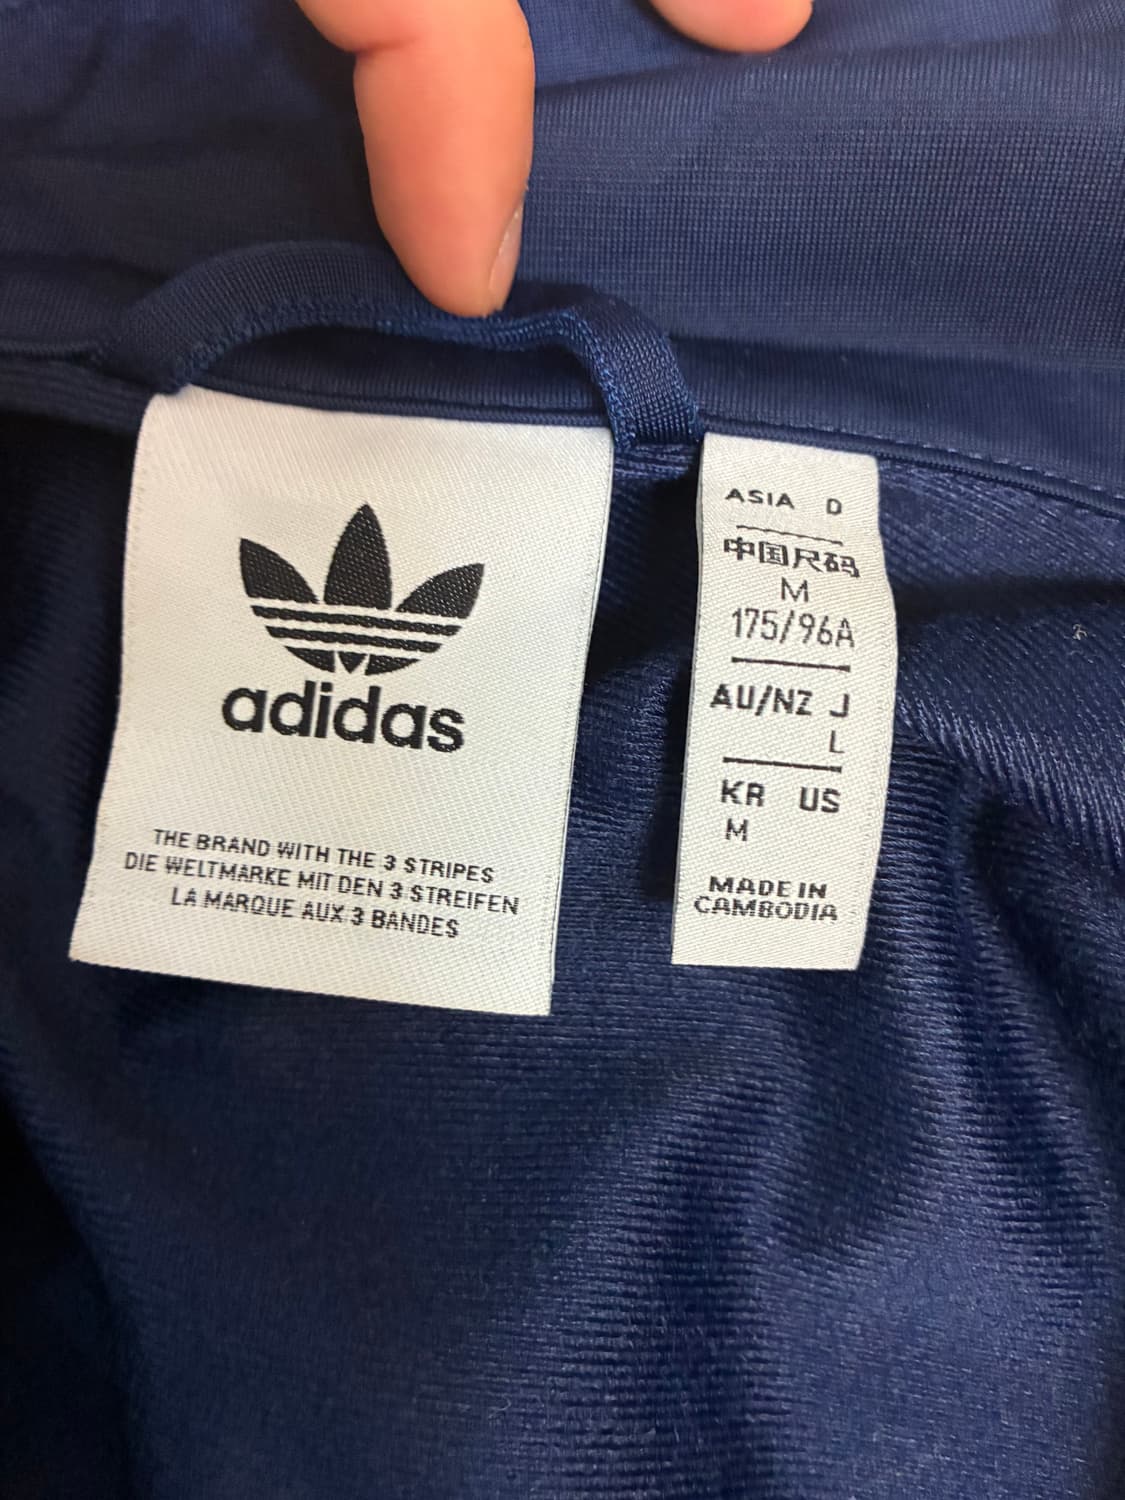 adidas
THE BRAND WITH THE 3 STRIPES
DIE WELTMARKE MIT DEN 3 STREIFEN
LA MARQUE AUX 3 BANDES
ASIA D
中国尺码
M
175/96A
AU/NZ J
L
KR US
M
MADE IN
CAMBODIA